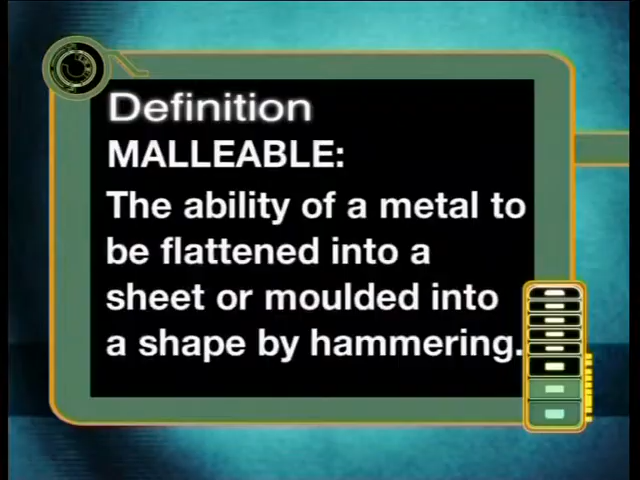 Definition
MALLEABLE:
The ability of a metal to
be flattened into a
sheet or moulded into
a shape by hammering.